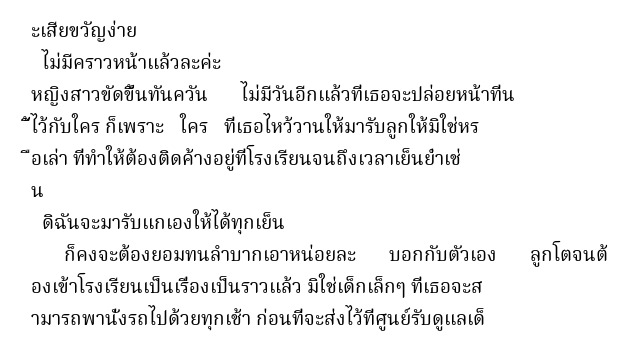 ะเสียขวัญง่าย
ไม่มีคราวหน้าแล้วละค่ะ
หญิงสาวขัดขึ้นทันควัน ไม่มีวันอีกแล้วที่เธอจะปล่อยหน้าที่น
ี้ไว้กับใคร ก็เพราะ ใคร ที่เธอไหว้วานให้มารับลูกให้มิใช่หร
ือเล่า ที่ทำให้ต้องติดค้างอยู่ที่โรงเรียนจนถึงเวลาเย็นย่ำเช่
น
ดิฉันจะมารับแกเองให้ได้ทุกเย็น
ก็คงจะต้องยอมทนลำบากเอาหน่อยละ บอกกับตัวเอง ลูกโตจนต้
องเข้าโรงเรียนเป็นเรื่องเป็นราวแล้ว มิใช่เด็กเล็กๆ ที่เธอจะส
ามารถพานั่งรถไปด้วยทุกเช้า ก่อนที่จะส่งไว้ที่ศูนย์รับดูแลเด็